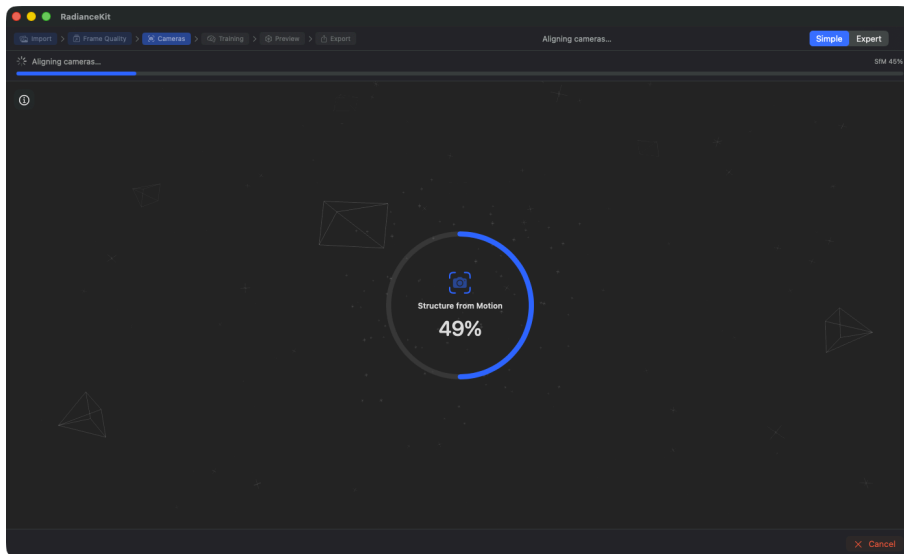 RadianceKit
Import > Frame Quality > Cameras > Training > Preview > Export
Aligning cameras...
Simple Expert
Aligning cameras...
SfM 45%
Structure from Motion
49%
Cancel